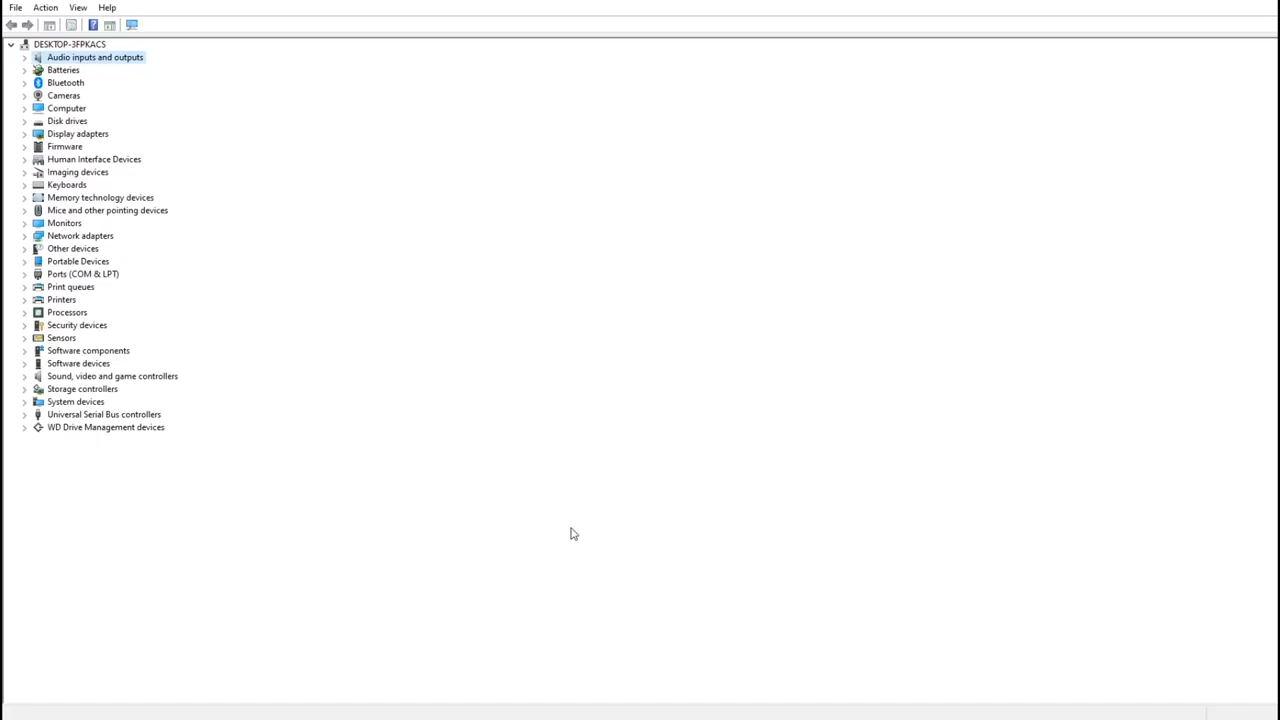 File Action View Help
DESKTOP-3FPKACS
Audio inputs and outputs
Batteries
Bluetooth
Cameras
Computer
Disk drives
Display adapters
Firmware
Human Interface Devices
Imaging devices
Keyboards
Memory technology devices
Mice and other pointing devices
Monitors
Network adapters
Other devices
Portable Devices
Ports (COM & LPT)
Print queues
Printers
Processors
Security devices
Sensors
Software components
Software devices
Sound, video and game controllers
Storage controllers
System devices
Universal Serial Bus controllers
WD Drive Management devices